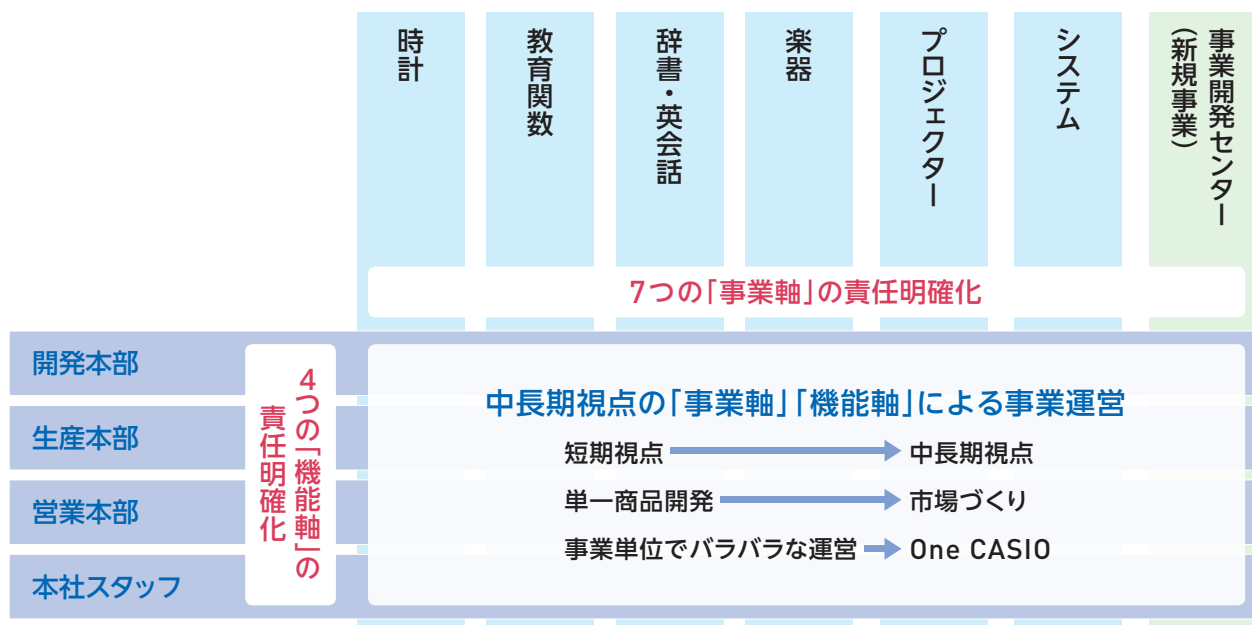 時計
教育関数
辞書・英会話
楽器
プロジェクター
システム
事業開発センター
(新規事業)
7つの「事業軸」の責任明確化
開発本部
生産本部
営業本部
本社スタッフ
4つの「機能軸」の
責任明確化
中長期視点の「事業軸」「機能軸」による事業運営
短期視点 → 中長期視点
単一商品開発 → 市場づくり
事業単位でバラバラな運営 → One CASIO